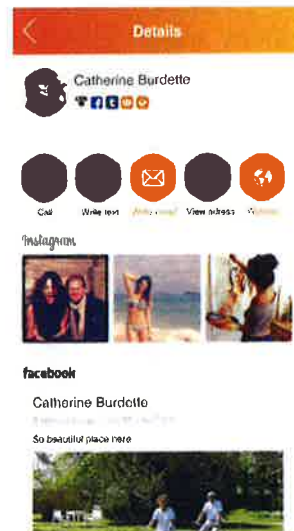 Details
Catherine Burdette
Call Write text View adress
Instagram
facebook
Catherine Burdette
So beautiful place here